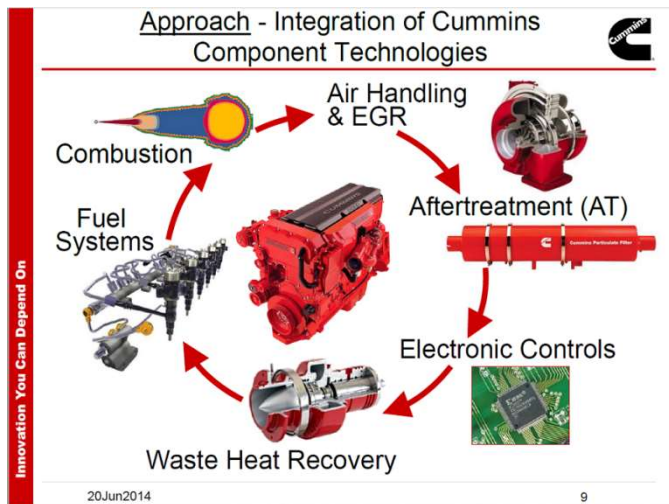 Approach - Integration of Cummins
Component Technologies
Cummins
Air Handling
& EGR
Combustion
Aftertreatment (AT)
Cummins Particulate Filter
Fuel
Systems
CUMMINS
Electronic Controls
Waste Heat Recovery
Innovation You Can Depend On
20Jun2014
9